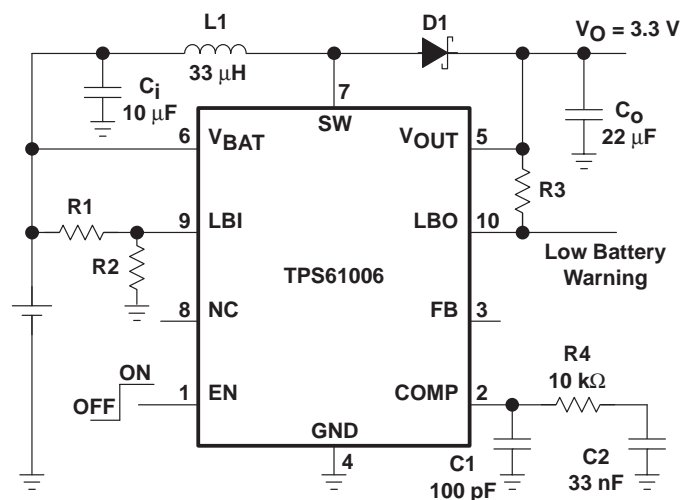 L1
33 µH
D1
V_O = 3.3 V
C_i
10 µF
7
SW
C_o
22 µF
6
V_BAT
V_OUT
5
R3
R1
9
LBI
LBO
10
R2
Low Battery
Warning
TPS61006
8
NC
FB
3
R4
10 kΩ
ON
OFF
1
EN
COMP
2
GND
4
C1
100 pF
C2
33 nF